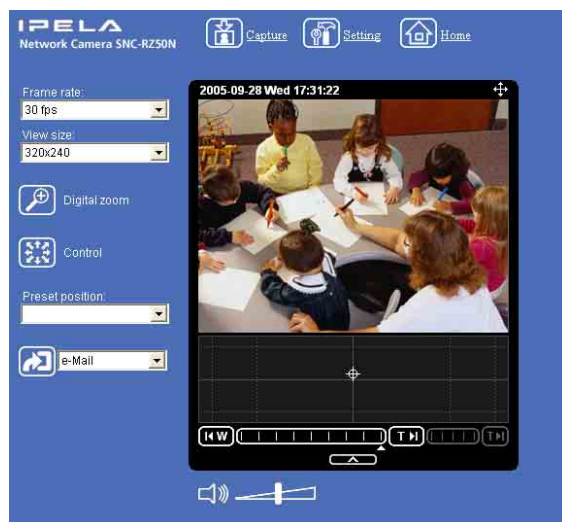 IPELA
Network Camera SNC-RZ50N
Capture
Setting
Home
Frame rate:
30 fps
View size:
320x240
Digital zoom
Control
Preset position:
e-Mail
2005-09-28 Wed 17:31:22
W
T
T